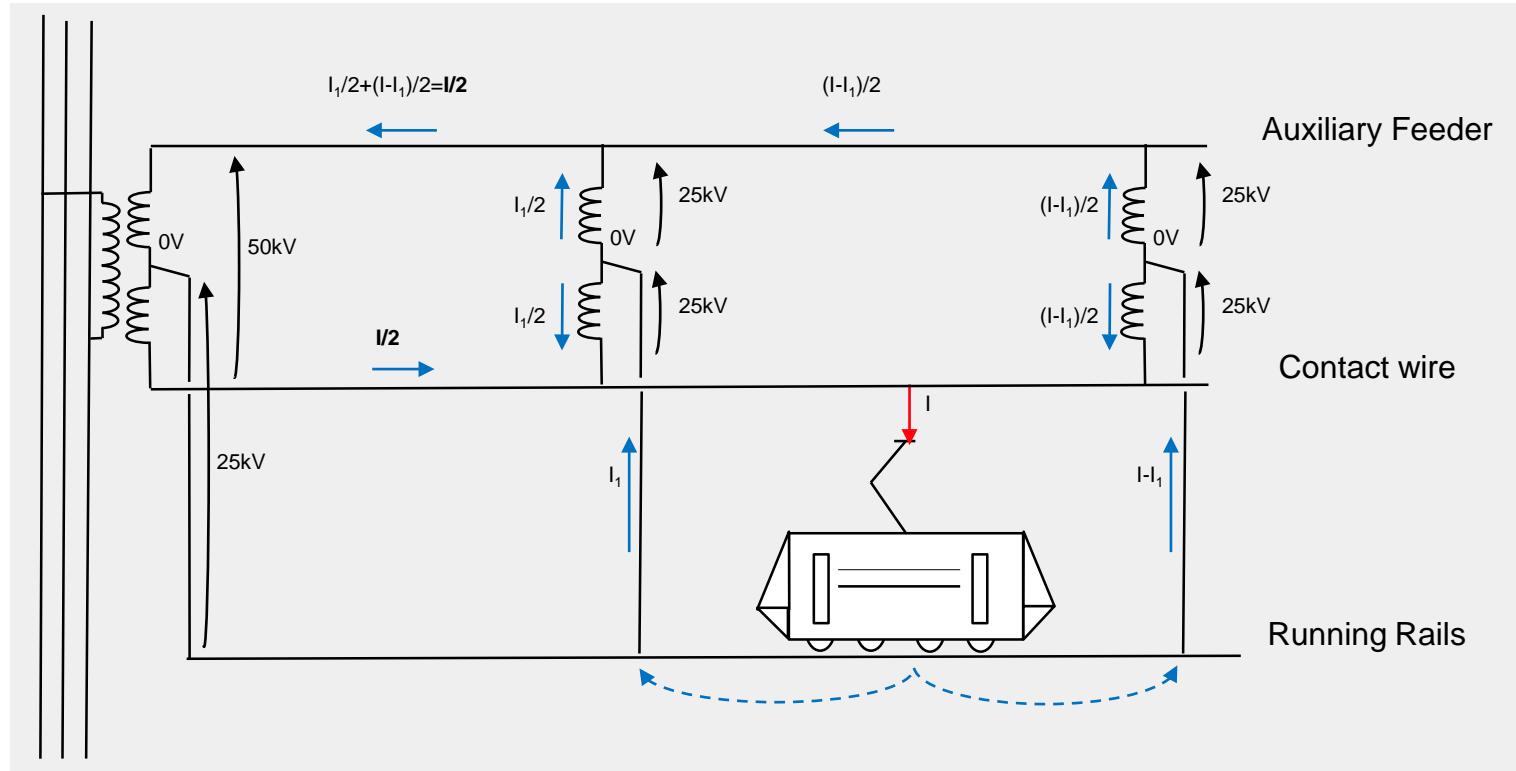 I₁/2+(I-I₁)/2=I/2
(I-I₁)/2
Auxiliary Feeder
I₁/2
25kV
(I-I₁)/2
25kV
0V
50kV
0V
0V
I₁/2
25kV
(I-I₁)/2
25kV
I/2
Contact wire
I
25kV
I₁
I-I₁
Running Rails